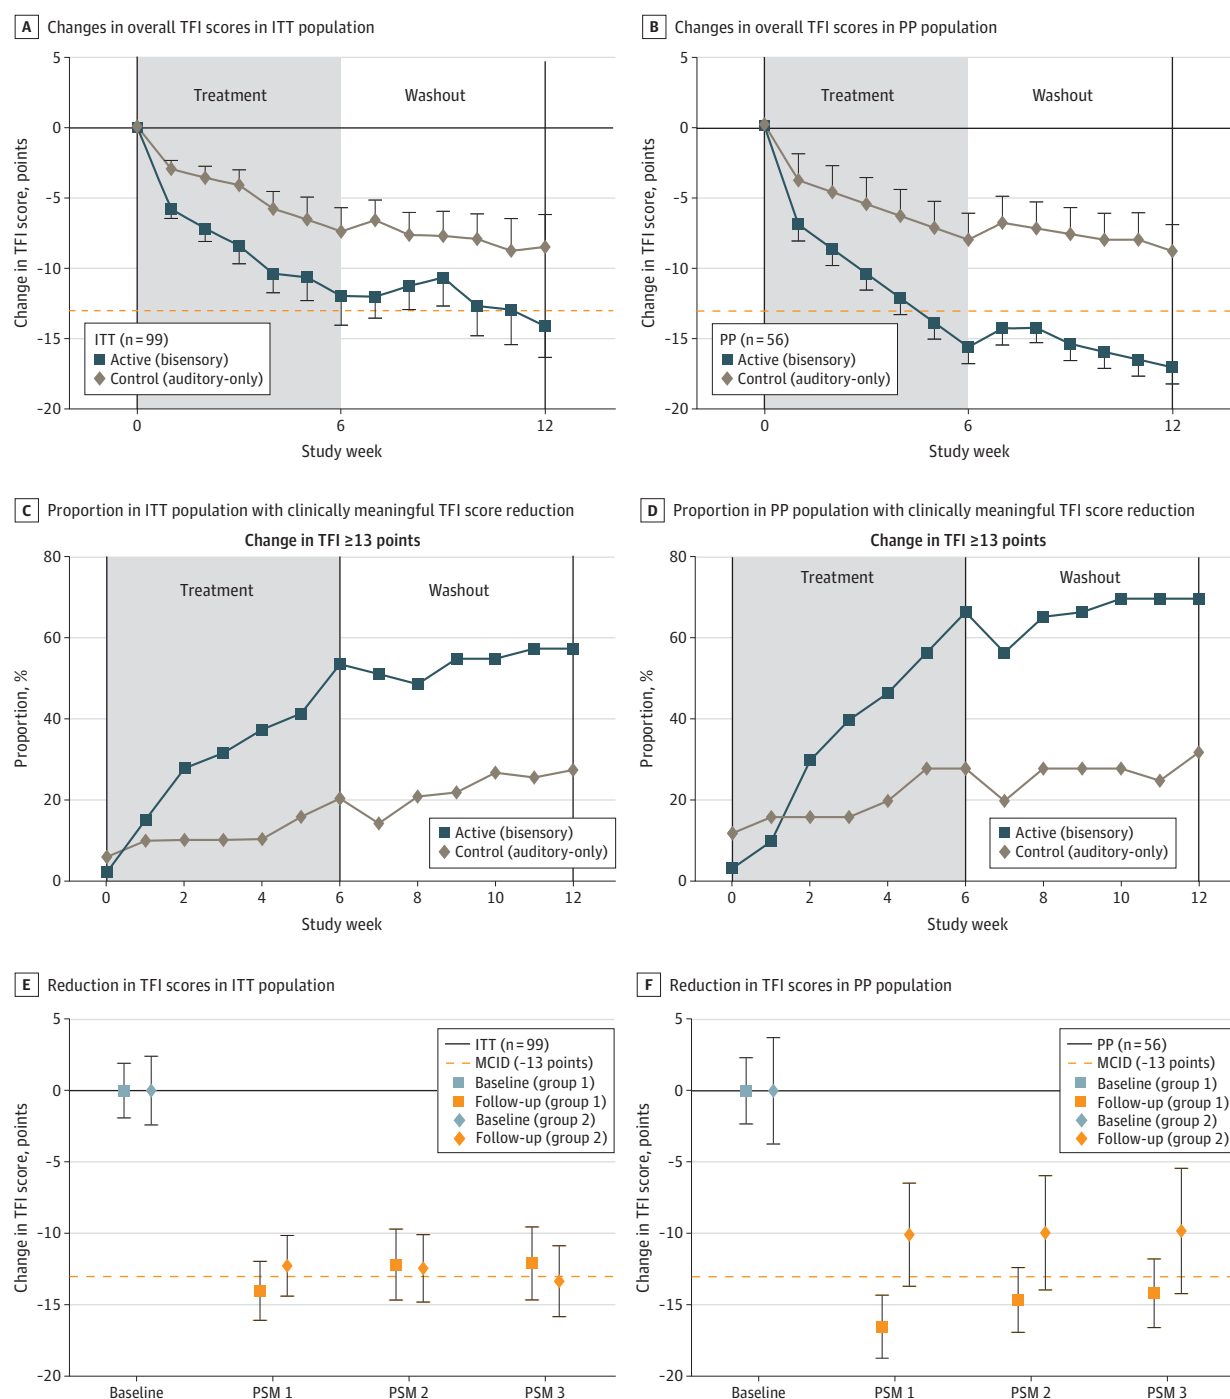 A Changes in overall TFI scores in ITT population
5
0
-5
-10
-15
-20
Change in TFI score, points
Treatment
Washout
ITT (n=99)
Active (bisensory)
Control (auditory-only)
0
6
12
Study week
B Changes in overall TFI scores in PP population
5
0
-5
-10
-15
-20
Change in TFI score, points
Treatment
Washout
PP (n=56)
Active (bisensory)
Control (auditory-only)
0
6
12
Study week
C Proportion in ITT population with clinically meaningful TFI score reduction
Change in TFI ≥13 points
80
60
40
20
0
Proportion, %
Treatment
Washout
Active (bisensory)
Control (auditory-only)
0
2
4
6
8
10
12
Study week
D Proportion in PP population with clinically meaningful TFI score reduction
Change in TFI ≥13 points
80
60
40
20
0
Proportion, %
Treatment
Washout
Active (bisensory)
Control (auditory-only)
0
2
4
6
8
10
12
Study week
E Reduction in TFI scores in ITT population
5
0
-5
-10
-15
-20
Change in TFI score, points
ITT (n=99)
MCID (-13 points)
Baseline (group 1)
Follow-up (group 1)
Baseline (group 2)
Follow-up (group 2)
Baseline
PSM 1
PSM 2
PSM 3
F Reduction in TFI scores in PP population
5
0
-5
-10
-15
-20
Change in TFI score, points
PP (n=56)
MCID (-13 points)
Baseline (group 1)
Follow-up (group 1)
Baseline (group 2)
Follow-up (group 2)
Baseline
PSM 1
PSM 2
PSM 3